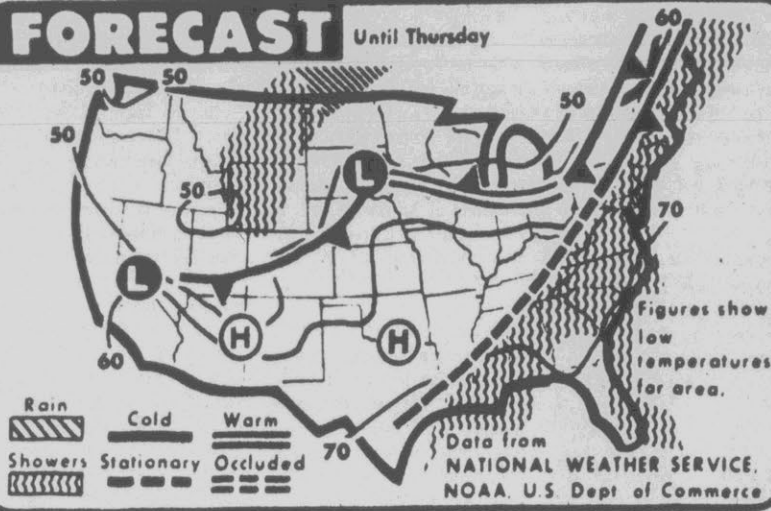 FORECAST
Until Thursday
60
50
50
50
50
50
L
70
L
H
H
60
Figures show
low
temperatures
for area.
Rain
Cold
Warm
70
Data from
Showers
Stationary
Occluded
NATIONAL WEATHER SERVICE,
NOAA, U.S. Dept of Commerce